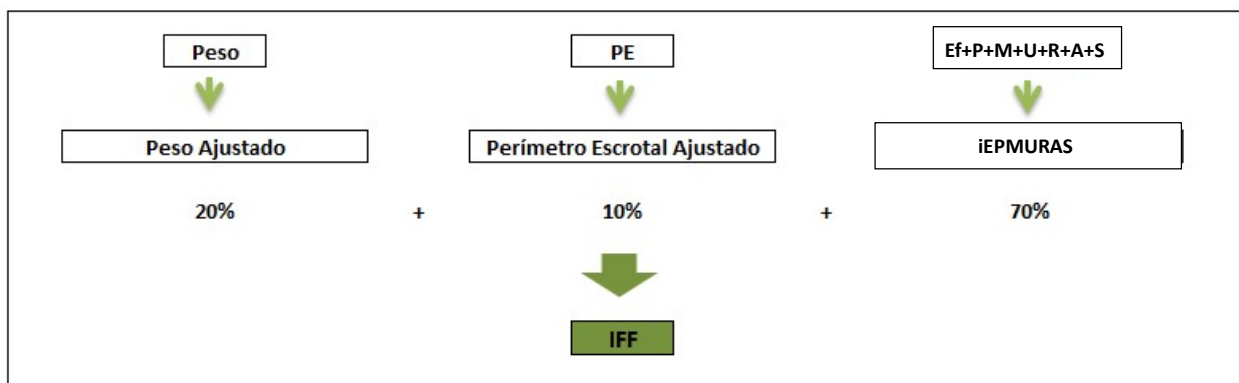 Peso PE Ef+P+M+U+R+A+S
Peso Ajustado Perímetro Escrotal Ajustado iEPMURAS
20% + 10% + 70%
IFF